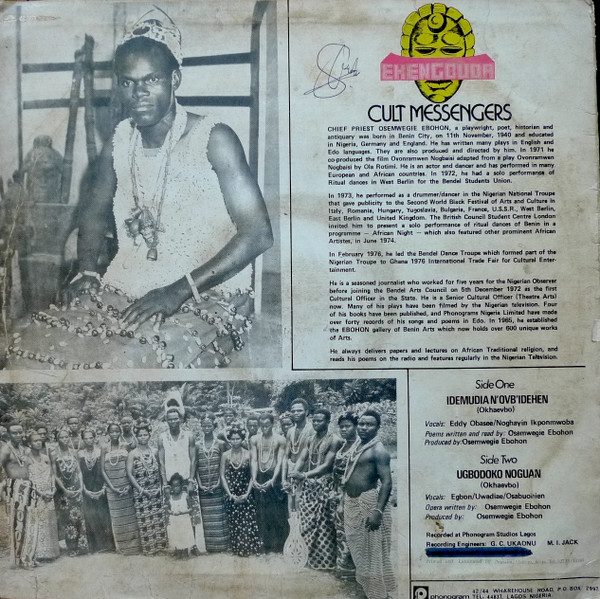 EHENGBUDA
CULT MESSENGERS
CHIEF PRIEST OSEMWEGIE EBOHON, a playwright, poet, historian and
antiquary was born in Benin City, on 11th November, 1940 and educated
in Nigeria, Germany and England. He has written many plays in English and
Edo languages. They are also produced and directed by him. In 1971 he
co-produced the film Ovonramwen Nogbaisi adapted from a play Ovonramwen
Nogbaisi by Ola Rotimi. He is an actor and dancer and has performed in many
European and African countries. In 1972, he had a solo performance of
Ritual dances in West Berlin for the Bendel Students Union.
In 1973, he performed as a drummer/dancer in the Nigerian National Troupe
that gave publicity to the Second World Black Festival of Arts and Culture in
Italy, Romania, Hungary, Yugoslavia, Bulgaria, France, U.S.S.R., West Berlin,
East Berlin and United Kingdom. The British Council Student Centre London
invited him to present a solo performance of ritual dances of Benin in a
programme — African Night — which also featured other prominent African
Artistes, in June 1974.
In February 1976, he led the Bendel Dance Troupe which formed part of the
Nigerian Troupe to Ghana 1976 International Trade Fair for Cultural Enter-
tainment.
He is a seasoned journalist who worked for five years for the Nigerian Observer
before joining the Bendel Arts Council on 5th December 1972 as the first
Cultural Officer in the State. He is a Senior Cultural Officer (Theatre Arts)
now. Many of his plays have been filmed by the Nigerian television. Four
of his books have been published, and Phonograms Nigeria Limited have made
over forty records of his songs and poems in Edo. In 1965, he established
the EBOHON gallery of Benin Arts which now holds over 600 unique works
of Arts.
He always delivers papers and lectures on African Traditional religion, and
reads his poems on the radio and features regularly in the Nigerian Television.
Side One
IDEMUDIA N'OVB'IDEHEN
(Okhaevbo)
Vocals: Eddy Obasee/Noghayin Ikponmwoba
Poems written and read by: Osemwegie Ebohon
Produced by: Osemwegie Ebohon
Side Two
UGBODOKO NOGUAN
(Okhaevbo)
Vocals: Egbon/Uwadiae/Osabuoinien
Opera written by: Osemwegie Ebohon
Produced by: Osemwegie Ebohon
Recorded at Phonogram Studios Lagos
Recording Engineers: G. C. UKAONU M. I. JACK
phonogram 42/44 WHAREHOUSE ROAD, P.O. BOX
TEL. 44837, LAGOS NIGERIA.